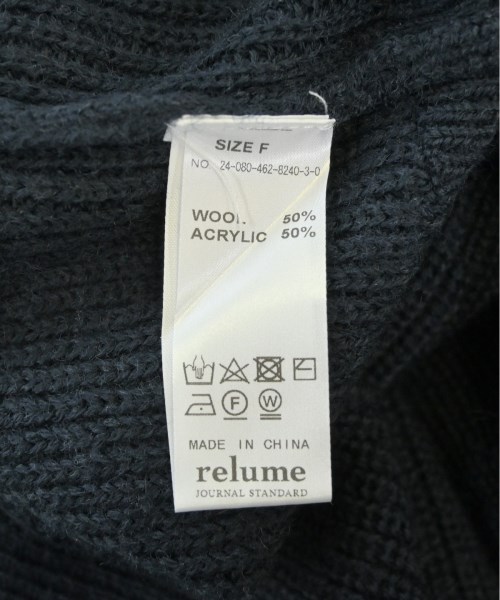 SIZE F
NO 24-080-462-8240-3-0
WOOL 50%
ACRYLIC 50%
F W
MADE IN CHINA
relume
JOURNAL STANDARD